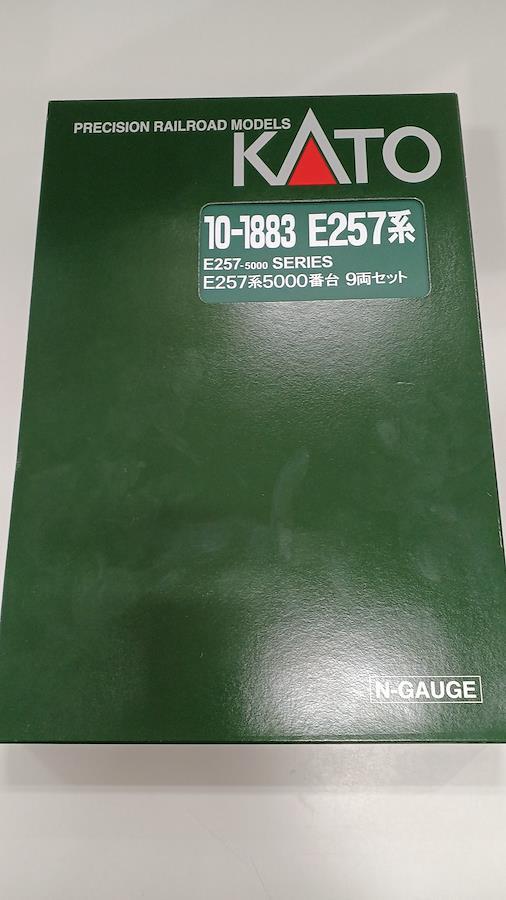 PRECISION RAILROAD MODELS
KATO
10-1883 E257系
E257-5000 SERIES
E257系5000番台 9両セット
N-GAUGE